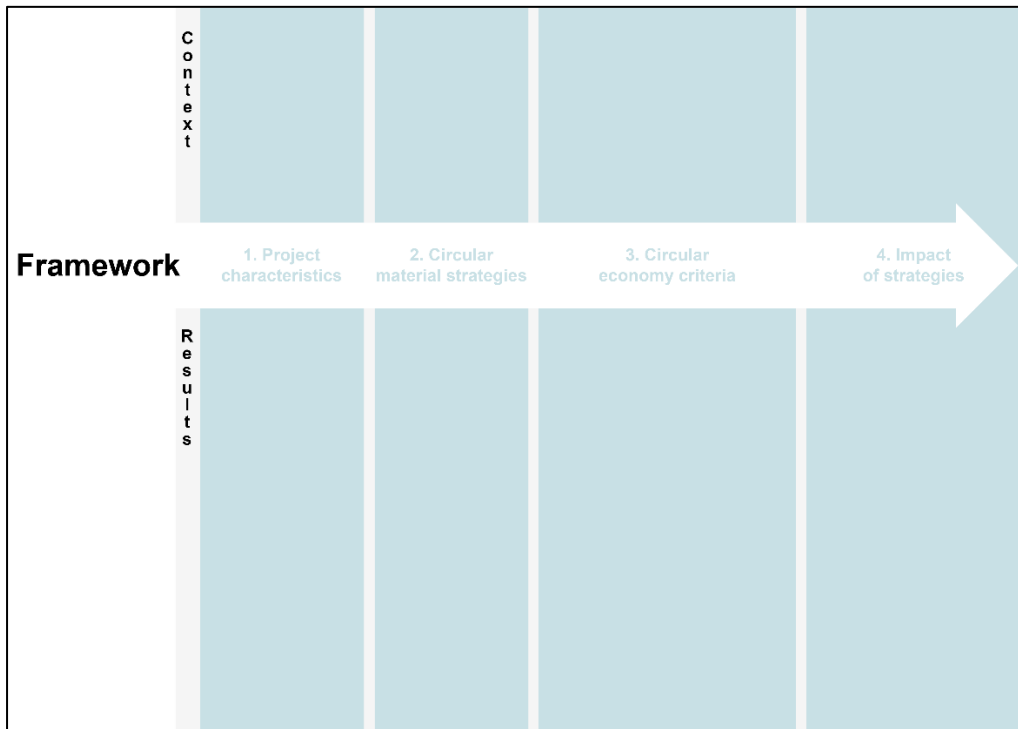 Context
Framework
1. Project
characteristics
2. Circular
material strategies
3. Circular
economy criteria
4. Impact
of strategies
Results